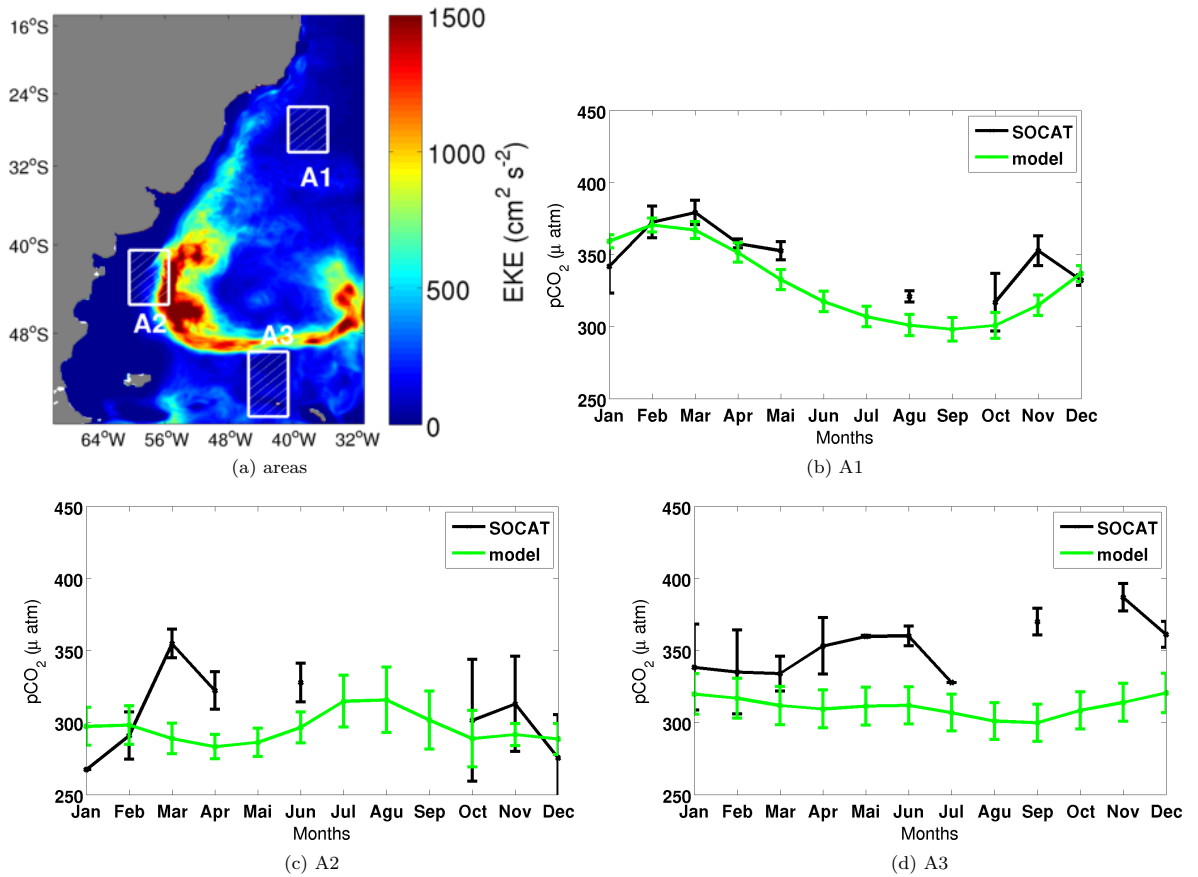 16°S
24°S
32°S
40°S
48°S
64°W 56°W 48°W 40°W 32°W
A1
A2
A3
1500
1000
500
0
EKE (cm² s⁻²)
(a) areas
450
400
350
300
250
pCO₂ (μ atm)
SOCAT
model
Jan Feb Mar Apr Mai Jun Jul Agu Sep Oct Nov Dec
Months
(b) A1
450
400
350
300
250
pCO₂ (μ atm)
SOCAT
model
Jan Feb Mar Apr Mai Jun Jul Agu Sep Oct Nov Dec
Months
(c) A2
450
400
350
300
250
pCO₂ (μ atm)
SOCAT
model
Jan Feb Mar Apr Mai Jun Jul Agu Sep Oct Nov Dec
Months
(d) A3